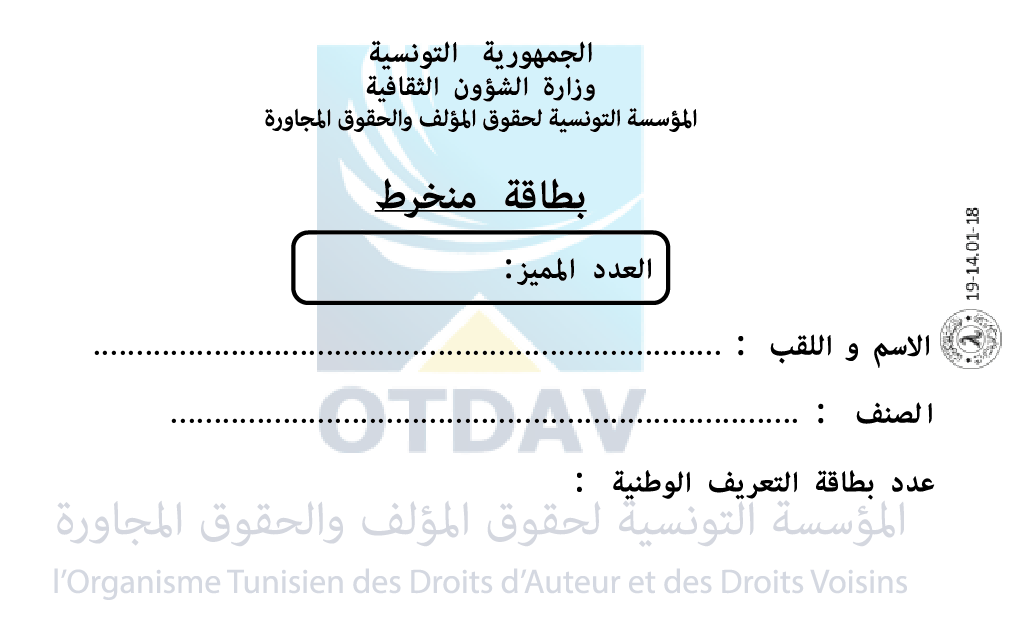 الجمهورية التونسية
وزارة الشؤون الثقافية
المؤسسة التونسية لحقوق المؤلف والحقوق المجاورة
بطاقة منخرط
العدد المميز:
19-14.01-18
الاسم و اللقب : .........................................................................
الصنف : .........................................................................
OTDAV
عدد بطاقة التعريف الوطنية :
المؤسسة التونسية لحقوق المؤلف والحقوق المجاورة
l'Organisme Tunisien des Droits d'Auteur et des Droits Voisins